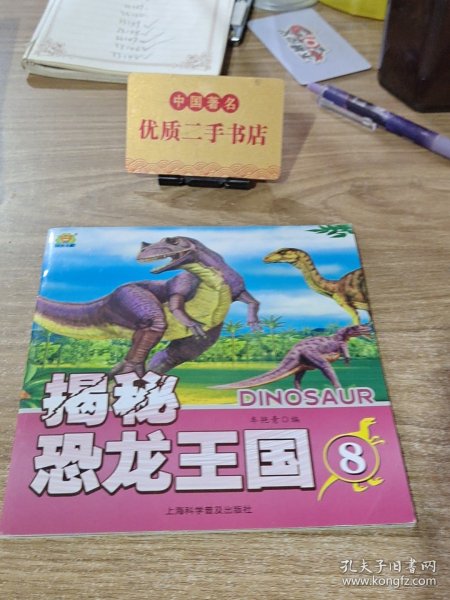 中国著名
优质二手书店
DINOSAUR
揭秘
恐龙王国
8
上海科学普及出版社
孔夫子旧书网
www.kongfz.com